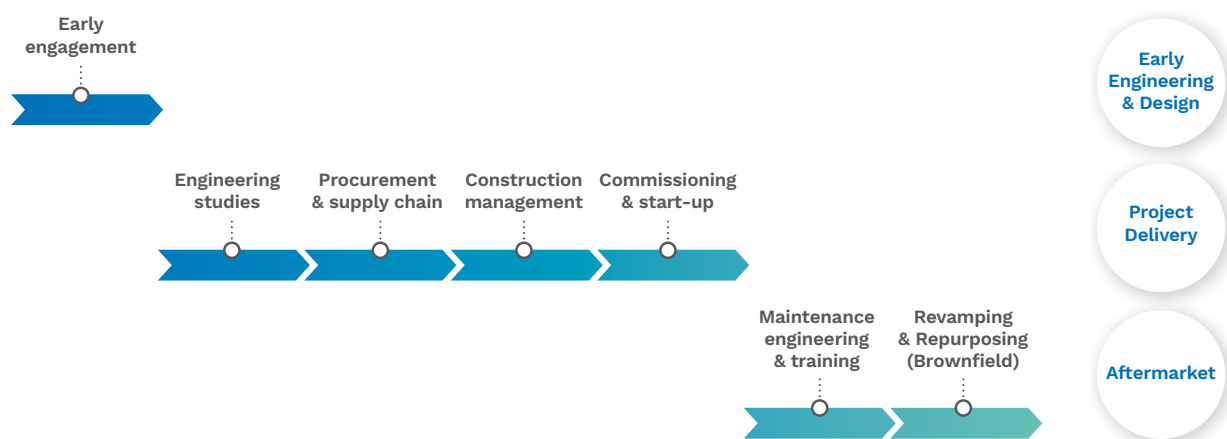 Early
engagement
Early
Engineering
& Design
Engineering
studies
Procurement
& supply chain
Construction
management
Commissioning
& start-up
Project
Delivery
Maintenance
engineering
& training
Revamping
& Repurposing
(Brownfield)
Aftermarket